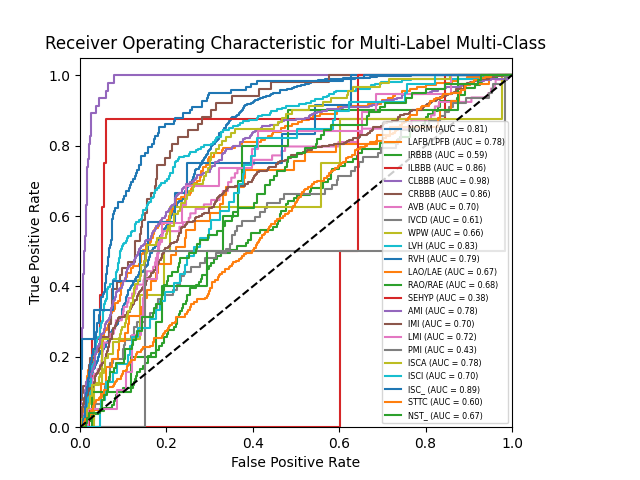 Receiver Operating Characteristic for Multi-Label Multi-Class
True Positive Rate
1.0
0.8
0.6
0.4
0.2
0.0
NORM (AUC = 0.81)
LAFB/LPFB (AUC = 0.78)
IRBBB (AUC = 0.59)
ILBBB (AUC = 0.86)
CLBBB (AUC = 0.98)
CRBBB (AUC = 0.86)
AVB (AUC = 0.70)
IVCD (AUC = 0.61)
WPW (AUC = 0.66)
LVH (AUC = 0.83)
RVH (AUC = 0.79)
LAO/LAE (AUC = 0.67)
RAO/RAE (AUC = 0.68)
SEHYP (AUC = 0.38)
AMI (AUC = 0.78)
IMI (AUC = 0.70)
LMI (AUC = 0.72)
PMI (AUC = 0.43)
ISCA (AUC = 0.78)
ISCI (AUC = 0.70)
ISC_ (AUC = 0.89)
STTC (AUC = 0.60)
NST_ (AUC = 0.67)
0.0 0.2 0.4 0.6 0.8 1.0
False Positive Rate